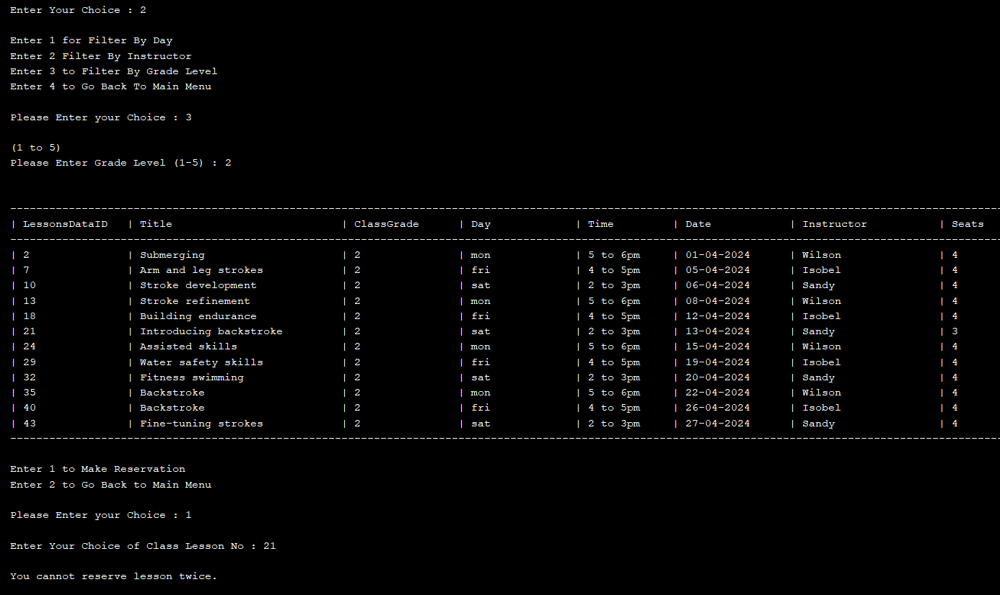 Enter Your Choice : 2
Enter 1 for Filter By Day
Enter 2 Filter By Instructor
Enter 3 to Filter By Grade Level
Enter 4 to Go Back To Main Menu
Please Enter your Choice : 3
(1 to 5)
Please Enter Grade Level (1-5) : 2
| LessonsDataID | Title | ClassGrade | Day | Time | Date | Instructor | Seats
| 2 | Submerging | 2 | mon | 5 to 6pm | 01-04-2024 | Wilson | 4
| 7 | Arm and leg strokes | 2 | fri | 4 to 5pm | 05-04-2024 | Isobel | 4
| 10 | Stroke development | 2 | sat | 2 to 3pm | 06-04-2024 | Sandy | 4
| 13 | Stroke refinement | 2 | mon | 5 to 6pm | 08-04-2024 | Wilson | 4
| 18 | Building endurance | 2 | fri | 4 to 5pm | 12-04-2024 | Isobel | 4
| 21 | Introducing backstroke | 2 | sat | 2 to 3pm | 13-04-2024 | Sandy | 3
| 24 | Assisted skills | 2 | mon | 5 to 6pm | 15-04-2024 | Wilson | 4
| 29 | Water safety skills | 2 | fri | 4 to 5pm | 19-04-2024 | Isobel | 4
| 32 | Fitness swimming | 2 | sat | 2 to 3pm | 20-04-2024 | Sandy | 4
| 35 | Backstroke | 2 | mon | 5 to 6pm | 22-04-2024 | Wilson | 4
| 40 | Backstroke | 2 | fri | 4 to 5pm | 26-04-2024 | Isobel | 4
| 43 | Fine-tuning strokes | 2 | sat | 2 to 3pm | 27-04-2024 | Sandy | 4
Enter 1 to Make Reservation
Enter 2 to Go Back to Main Menu
Please Enter your Choice : 1
Enter Your Choice of Class Lesson No : 21
You cannot reserve lesson twice.